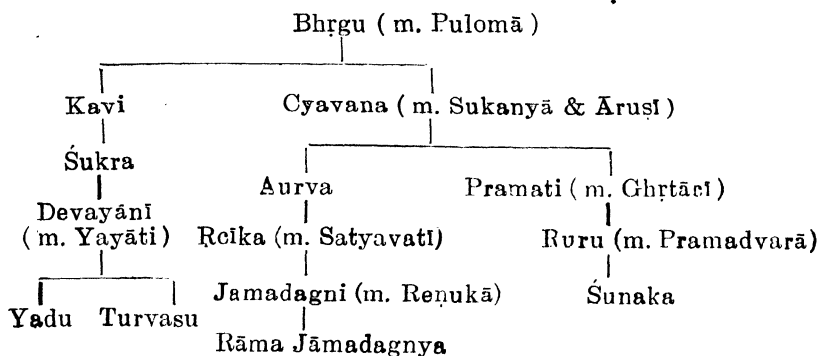 Bhṛgu ( m. Pulomā )
Kavi Cyavana ( m. Sukanyā & Āruṣī )
Śukra
Aurva Pramati ( m. Ghṛtācī )
Devayānī
( m. Yayāti ) Ṛcīka (m. Satyavatī) Ruru (m. Pramadvarā)
Jamadagni (m. Reṇukā) Śunaka
Yadu Turvasu
Rāma Jāmadagnya